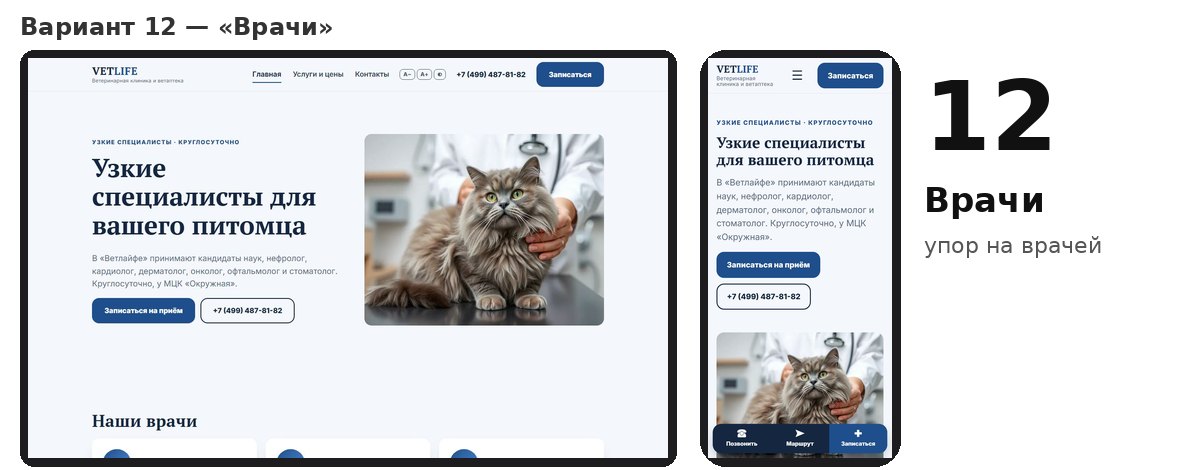 Вариант 12 — «Врачи»
VETLIFE
Ветеринарная клиника и ветаптека
Главная Услуги и цены Контакты A− A+ +7 (499) 487-81-82 Записаться
УЗКИЕ СПЕЦИАЛИСТЫ · КРУГЛОСУТОЧНО
Узкие
специалисты для
вашего питомца
В «Ветлайфе» принимают кандидаты наук, нефролог,
кардиолог, дерматолог, онколог, офтальмолог и стоматолог.
Круглосуточно, у МЦК «Окружная».
Записаться на приём +7 (499) 487-81-82
Наши врачи
VETLIFE
Ветеринарная
клиника и ветаптека
☰ Записаться
УЗКИЕ СПЕЦИАЛИСТЫ · КРУГЛОСУТОЧНО
Узкие специалисты
для вашего питомца
В «Ветлайфе» принимают кандидаты
наук, нефролог, кардиолог,
дерматолог, онколог, офтальмолог и
стоматолог. Круглосуточно, у МЦК
«Окружная».
Записаться на приём
+7 (499) 487-81-82
Позвонить Маршрут Записаться
12
Врачи
упор на врачей